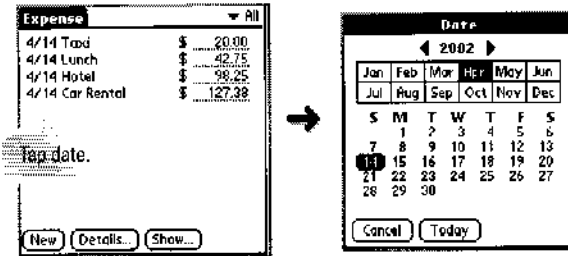 Expense All
4/14 Taxi $ 20.00
4/14 Lunch $ 42.75
4/14 Hotel $ 98.25
4/14 Car Rental $ 127.38
Tap date.
New Details... Show...
Date
2002
Jan Feb Mar Apr May Jun
Jul Aug Sep Oct Nov Dec
S M T W T F S
1 2 3 4 5 6
7 8 9 10 11 12 13
14 15 16 17 18 19 20
21 22 23 24 25 26 27
28 29 30
Cancel Today